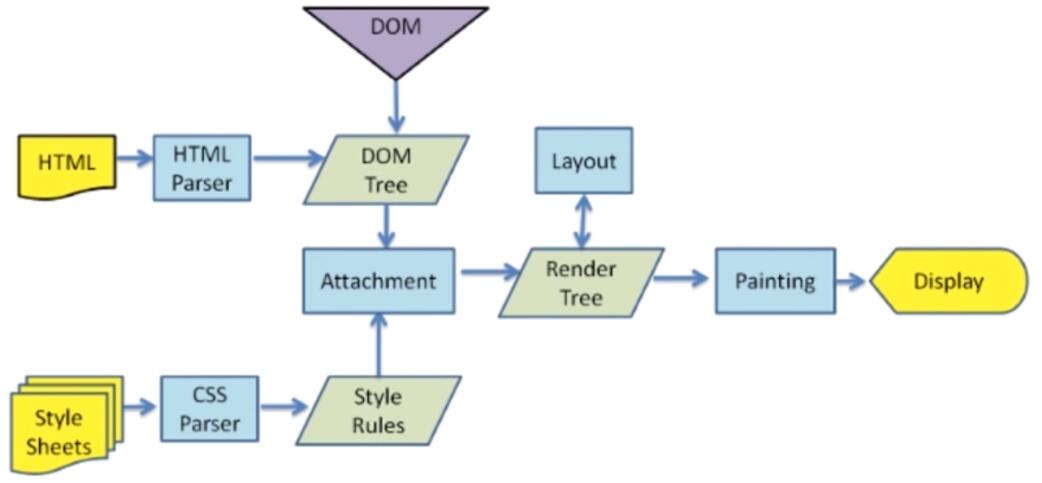 DOM
HTML
HTML
Parser
DOM
Tree
Layout
Attachment
Render
Tree
Painting
Display
Style
Sheets
CSS
Parser
Style
Rules